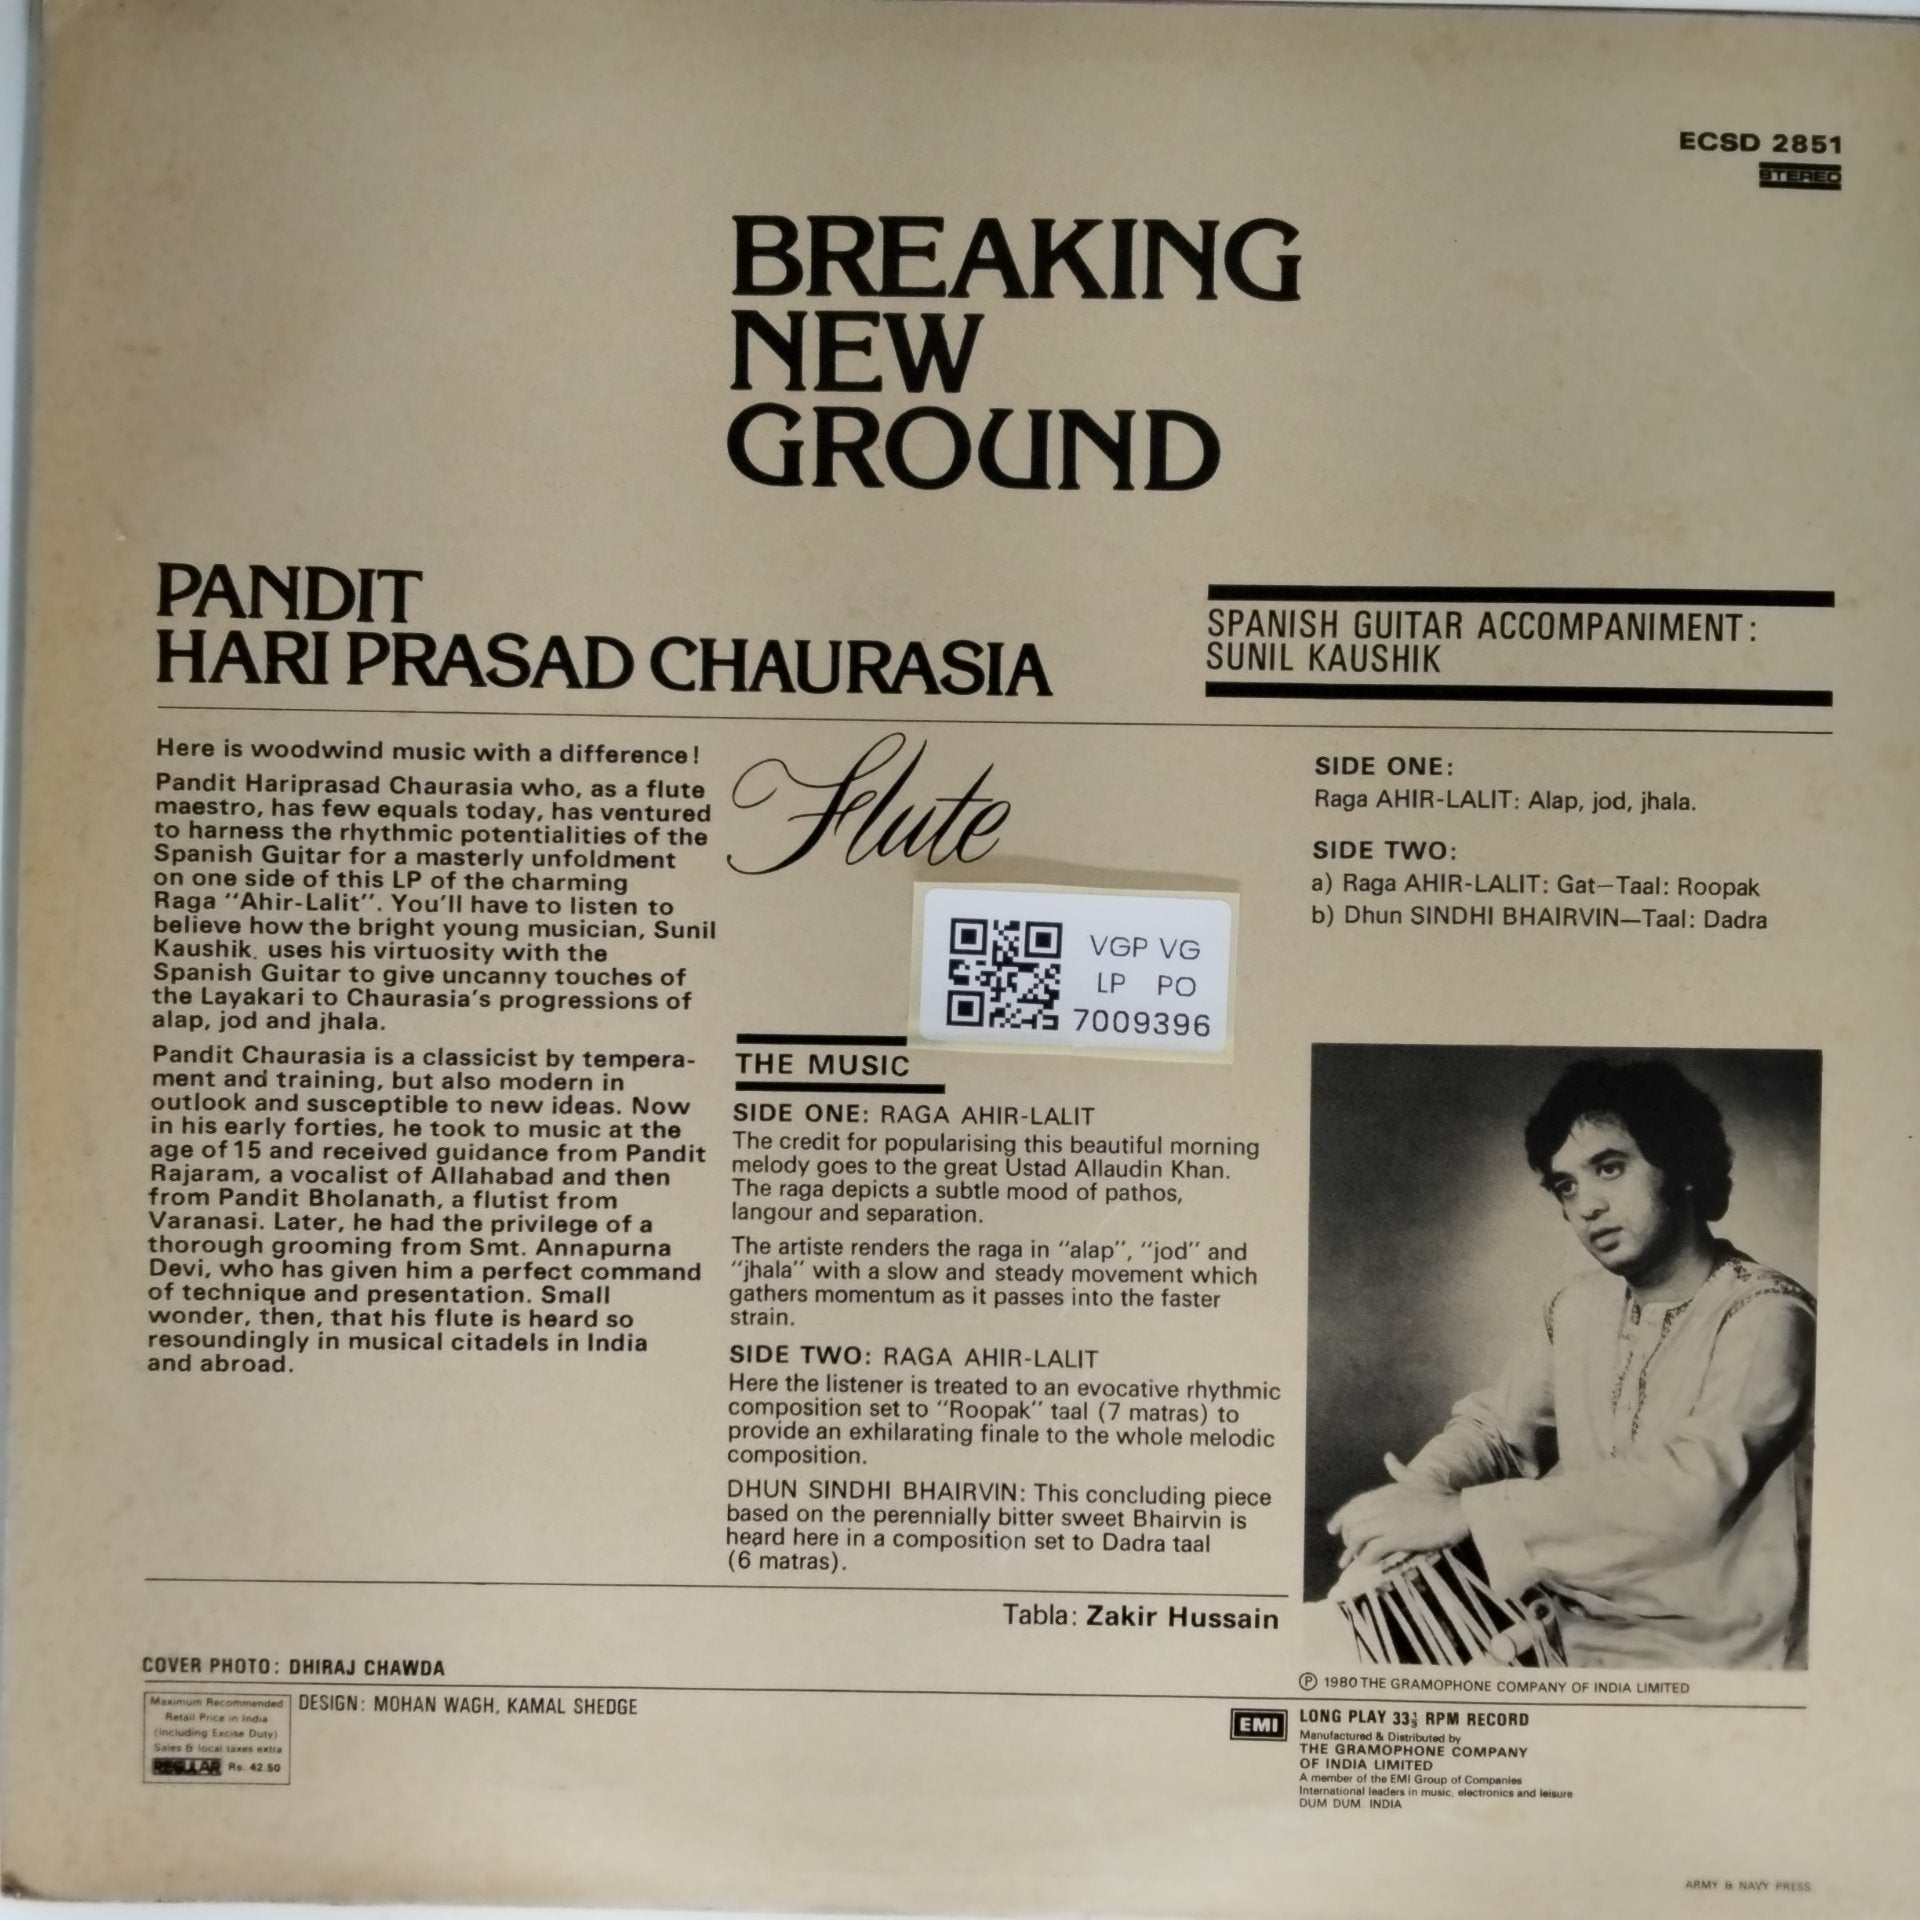 ECSD 2851
STEREO
BREAKING
NEW
GROUND
PANDIT
HARI PRASAD CHAURASIA
SPANISH GUITAR ACCOMPANIMENT:
SUNIL KAUSHIK
Here is woodwind music with a difference!
Pandit Hariprasad Chaurasia who, as a flute
maestro, has few equals today, has ventured
to harness the rhythmic potentialities of the
Spanish Guitar for a masterly unfoldment
on one side of this LP of the charming
Raga "Ahir-Lalit". You'll have to listen to
believe how the bright young musician, Sunil
Kaushik, uses his virtuosity with the
Spanish Guitar to give uncanny touches of
the Layakari to Chaurasia's progressions of
alap, jod and jhala.
Pandit Chaurasia is a classicist by tempera-
ment and training, but also modern in
outlook and susceptible to new ideas. Now
in his early forties, he took to music at the
age of 15 and received guidance from Pandit
Rajaram, a vocalist of Allahabad and then
from Pandit Bholanath, a flutist from
Varanasi. Later, he had the privilege of a
thorough grooming from Smt. Annapurna
Devi, who has given him a perfect command
of technique and presentation. Small
wonder, then, that his flute is heard so
resoundingly in musical citadels in India
and abroad.
Flute
VGP VG
LP PO
7009396
THE MUSIC
SIDE ONE: RAGA AHIR-LALIT
The credit for popularising this beautiful morning
melody goes to the great Ustad Allaudin Khan.
The raga depicts a subtle mood of pathos,
langour and separation.
The artiste renders the raga in "alap", "jod" and
"jhala" with a slow and steady movement which
gathers momentum as it passes into the faster
strain.
SIDE TWO: RAGA AHIR-LALIT
Here the listener is treated to an evocative rhythmic
composition set to "Roopak" taal (7 matras) to
provide an exhilarating finale to the whole melodic
composition.
DHUN SINDHI BHAIRVIN: This concluding piece
based on the perennially bitter sweet Bhairvin is
heard here in a composition set to Dadra taal
(6 matras).
Tabla: Zakir Hussain
SIDE ONE:
Raga AHIR-LALIT: Alap, jod, jhala.
SIDE TWO:
a) Raga AHIR-LALIT: Gat—Taal: Roopak
b) Dhun SINDHI BHAIRVIN—Taal: Dadra
℗ 1980 THE GRAMOPHONE COMPANY OF INDIA LIMITED
COVER PHOTO: DHIRAJ CHAWDA
DESIGN: MOHAN WAGH, KAMAL SHEDGE
Maximum Recommended
Retail Price in India
(Including Excise Duty)
Sales & local taxes extra
REGULAR Rs. 42.50
EMI
LONG PLAY 33⅓ RPM RECORD
Manufactured & Distributed by
THE GRAMOPHONE COMPANY
OF INDIA LIMITED
A member of the EMI Group of Companies
International leaders in music, electronics and leisure
DUM DUM, INDIA
ARMY & NAVY PRESS